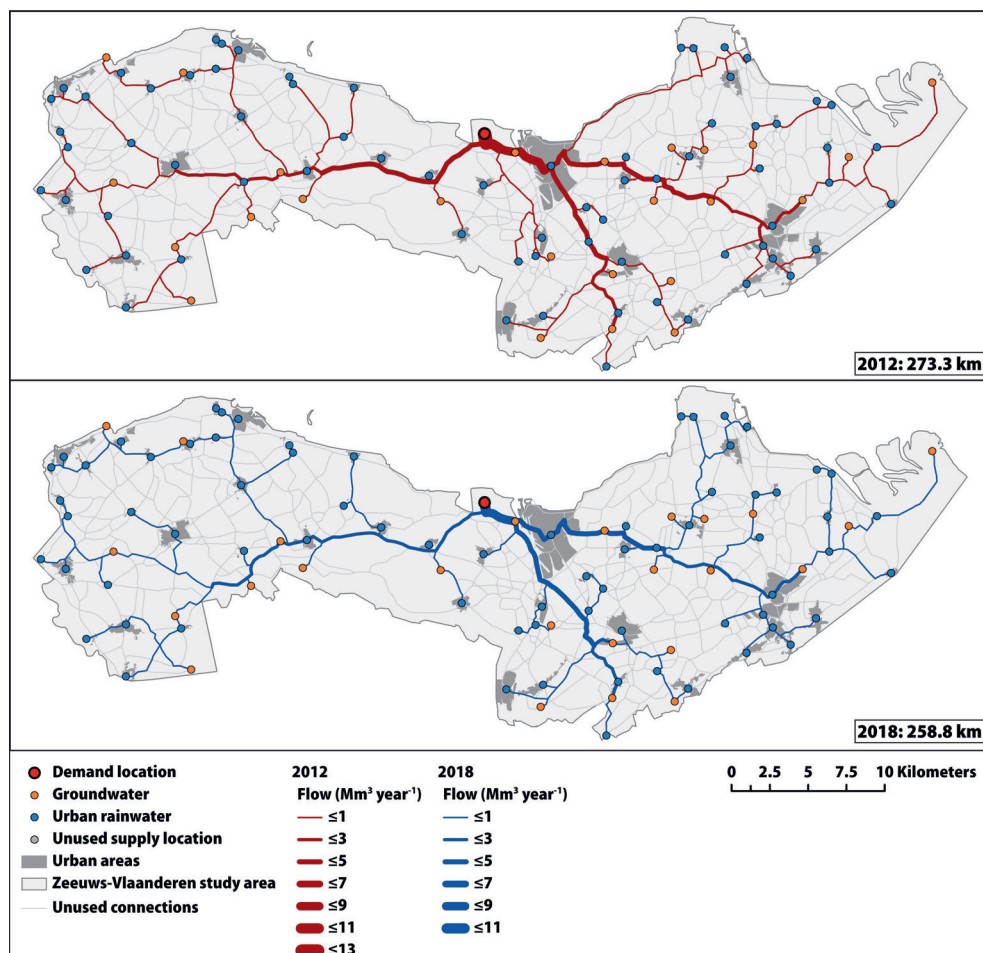 2012: 273.3 km
2018: 258.8 km
Demand location
Groundwater
Urban rainwater
Unused supply location
Urban areas
Zeeuws-Vlaanderen study area
Unused connections
2012
Flow (Mm³ year⁻¹)
≤1
≤3
≤5
≤7
≤9
≤11
≤13
2018
Flow (Mm³ year⁻¹)
≤1
≤3
≤5
≤7
≤9
≤11
0 2.5 5 7.5 10 Kilometers